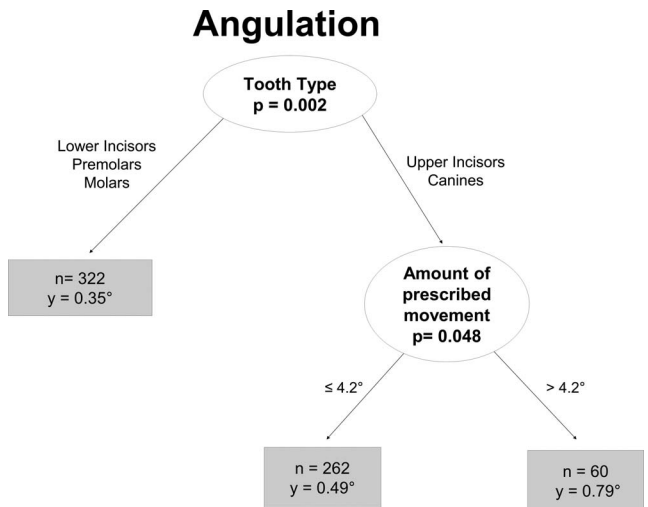 Angulation
Tooth Type
p = 0.002
Lower Incisors
Premolars
Molars
Upper Incisors
Canines
n= 322
y = 0.35°
Amount of
prescribed
movement
p= 0.048
≤ 4.2°
> 4.2°
n = 262
y = 0.49°
n = 60
y = 0.79°